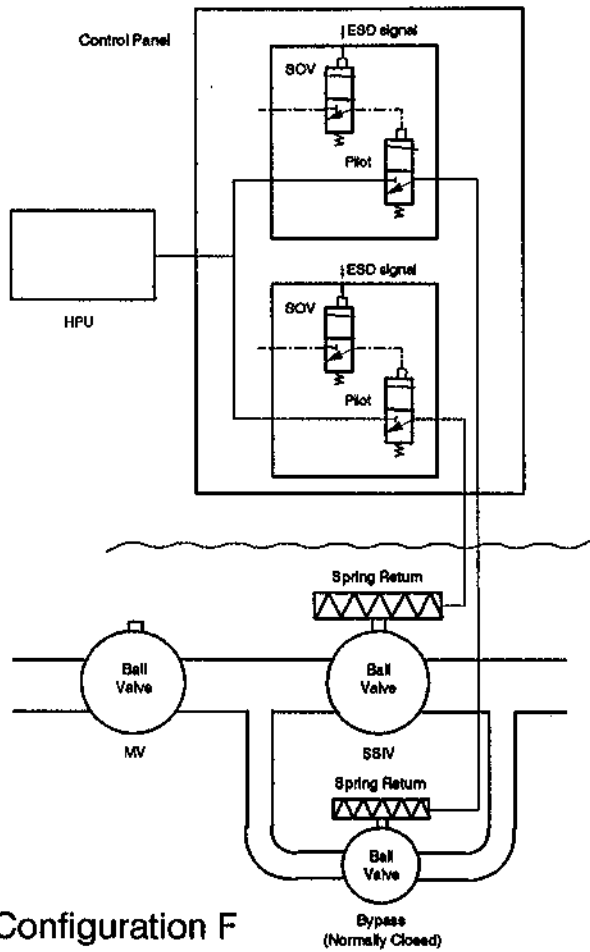 Control Panel
ESD signal
SOV
Pilot
HPU
ESD signal
SOV
Pilot
Spring Return
Ball
Valve
MV
Ball
Valve
SSIV
Spring Return
Ball
Valve
Bypass
(Normally Closed)
Configuration F